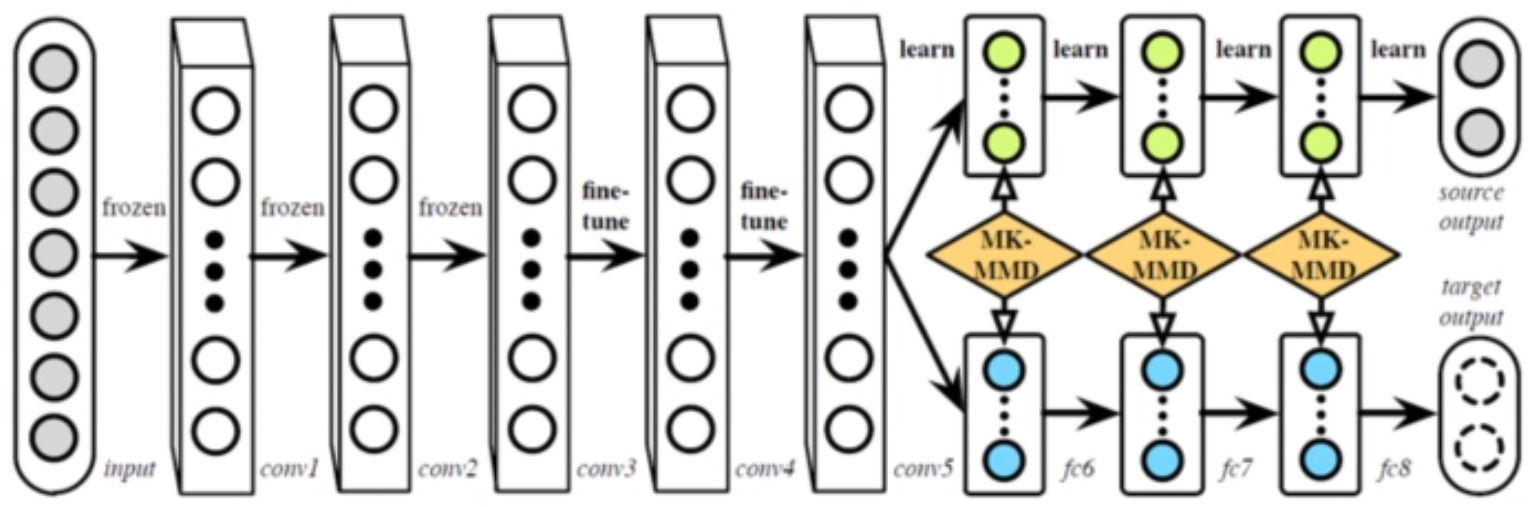 learn
learn
learn
learn
frozen
frozen
frozen
fine-
tune
fine-
tune
source
output
MK-
MMD
MK-
MMD
MK-
MMD
target
output
input
conv1
conv2
conv3
conv4
conv5
fc6
fc7
fc8